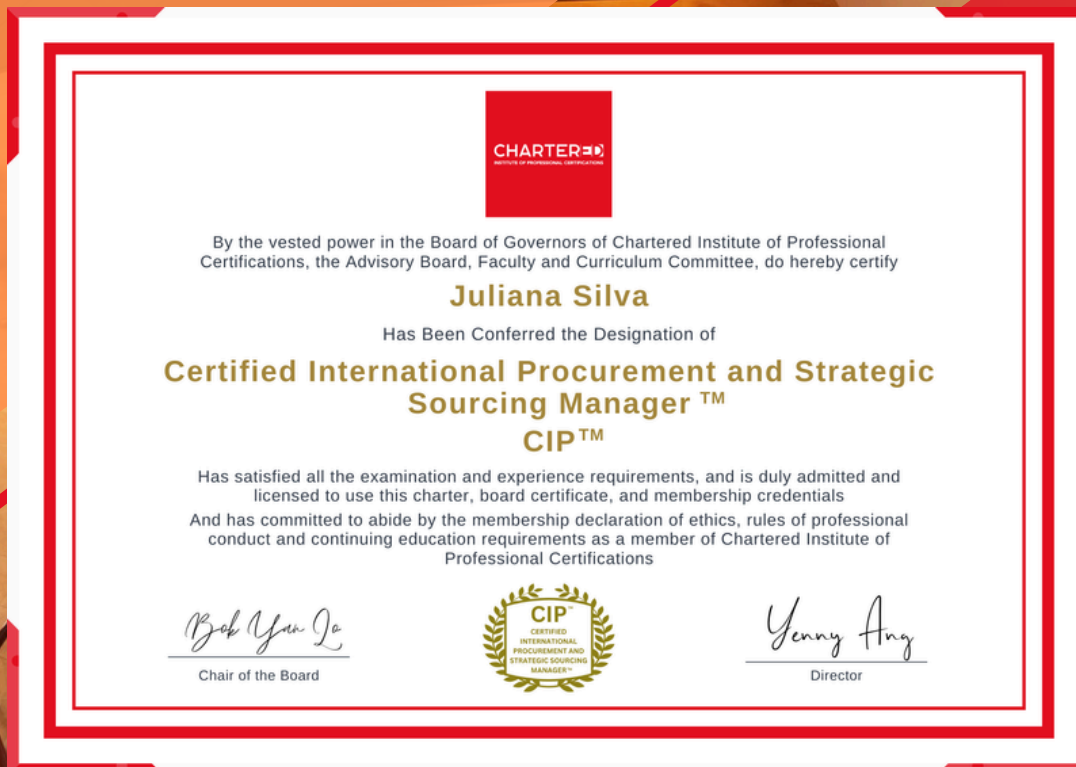 CHARTERED
INSTITUTE OF PROFESSIONAL CERTIFICATIONS
By the vested power in the Board of Governors of Chartered Institute of Professional
Certifications, the Advisory Board, Faculty and Curriculum Committee, do hereby certify
Juliana Silva
Has Been Conferred the Designation of
Certified International Procurement and Strategic
Sourcing Manager ™
CIP™
Has satisfied all the examination and experience requirements, and is duly admitted and
licensed to use this charter, board certificate, and membership credentials
And has committed to abide by the membership declaration of ethics, rules of professional
conduct and continuing education requirements as a member of Chartered Institute of
Professional Certifications
Bok Yan Lo
Chair of the Board
CIP™
CERTIFIED
INTERNATIONAL
PROCUREMENT AND
STRATEGIC SOURCING
MANAGER™
Yenny Ang
Director